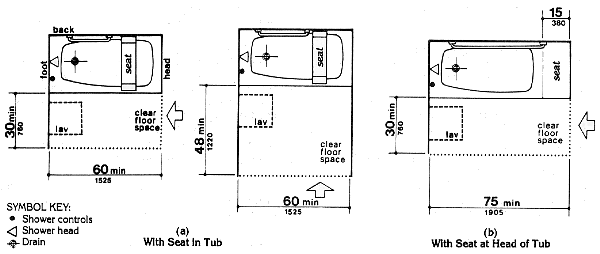 back
foot
seat
head
30 min
760
lav
clear
floor
space
60 min
1525
seat
48 min
1220
lav
clear
floor
space
60 min
1525
15
380
seat
30 min
760
lav
clear
floor
space
75 min
1905
SYMBOL KEY:
Shower controls
Shower head
Drain
(a)
With Seat in Tub
(b)
With Seat at Head of Tub